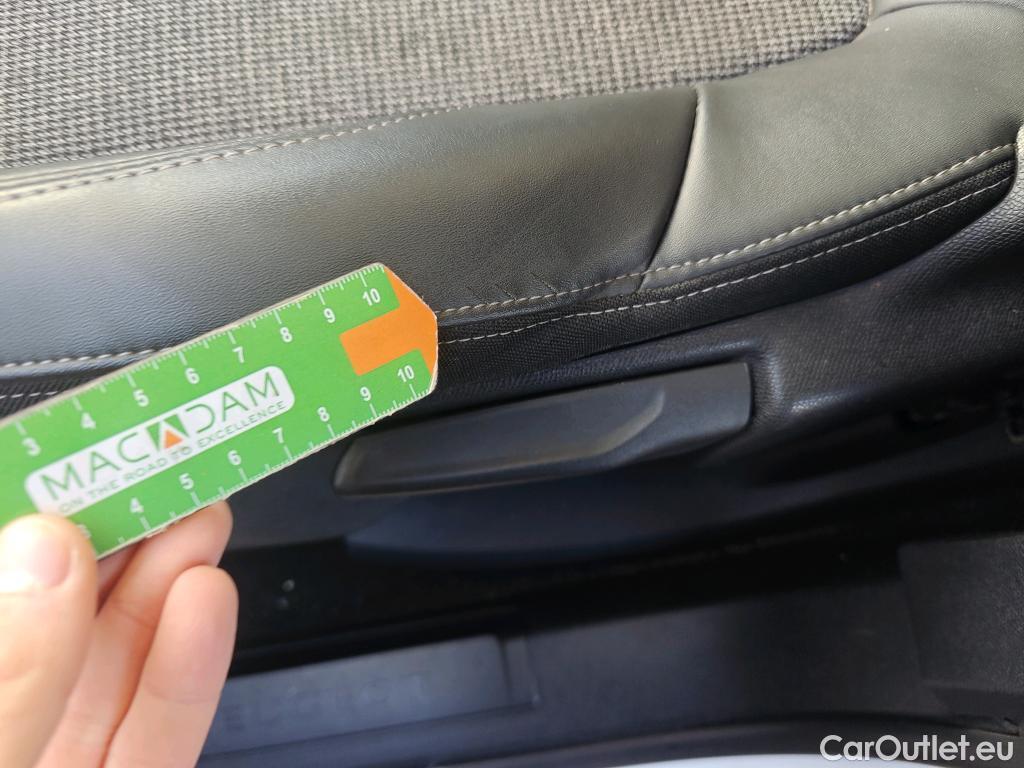 3 4 5 6 7 8 9 10
MACADAM
ON THE ROAD TO EXCELLENCE
4 5 6 7 8 9 10
CarOutlet.eu